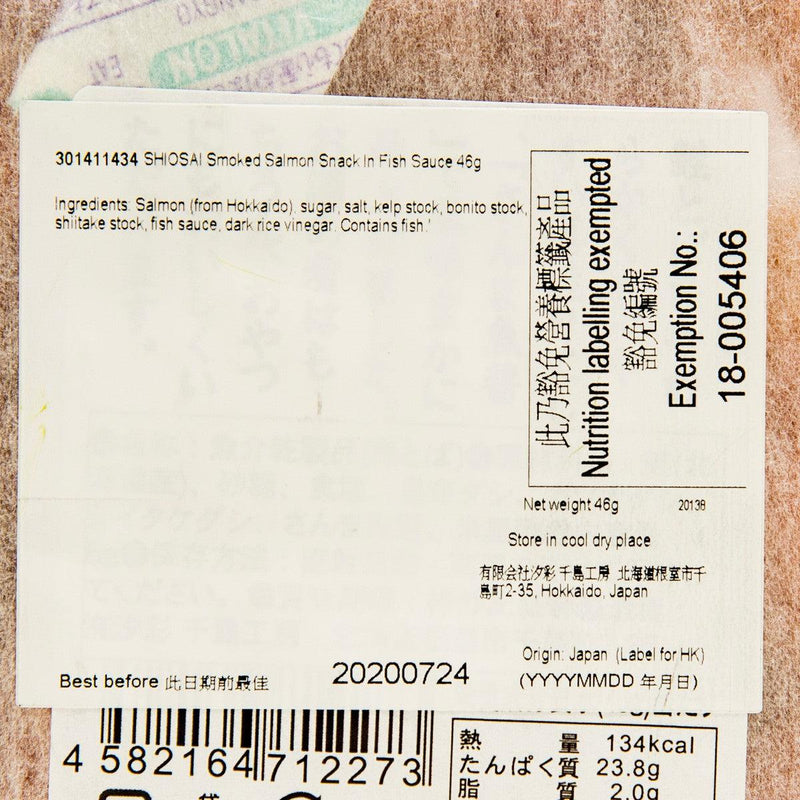 EAT
301411434 SHIOSAI Smoked Salmon Snack In Fish Sauce 46g
Ingredients: Salmon (from Hokkaido), sugar, salt, kelp stock, bonito stock,
shiitake stock, fish sauce, dark rice vinegar. Contains fish.'
此乃豁免營養標籤產品
Nutrition labelling exempted
豁免編號
Exemption No.:
18-005406
Net weight 46g 20138
Store in cool dry place
有限会社汐彩 千島工房 北海道根室市千
島町2-35, Hokkaido, Japan
Origin: Japan (Label for HK)
Best before 此日期前最佳 20200724 (YYYYMMDD 年月日)
4 582164 712273
熱量 134kcal
たんぱく質 23.8g
脂質 2.0g